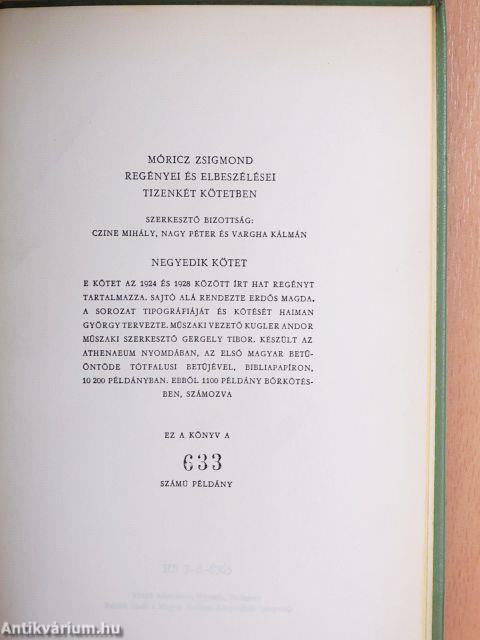 MÓRICZ ZSIGMOND
REGÉNYEI ÉS ELBESZÉLÉSEI
TIZENKÉT KÖTETBEN
SZERKESZTŐ BIZOTTSÁG:
CZINE MIHÁLY, NAGY PÉTER ÉS VARGHA KÁLMÁN
NEGYEDIK KÖTET
E KÖTET AZ 1924 ÉS 1928 KÖZÖTT ÍRT HAT REGÉNYT
TARTALMAZZA. SAJTÓ ALÁ RENDEZTE ERDŐS MAGDA.
A SOROZAT TIPOGRÁFIÁJÁT ÉS KÖTÉSÉT HAIMAN
GYÖRGY TERVEZTE. MŰSZAKI VEZETŐ KUGLER ANDOR
MŰSZAKI SZERKESZTŐ GERGELY TIBOR. KÉSZÜLT AZ
ATHENAEUM NYOMDÁBAN, AZ ELSŐ MAGYAR BETŰ-
ÖNTÖDE TÓTFALUSI BETŰJÉVEL, BIBLIAPAPÍRON,
10 200 PÉLDÁNYBAN. EBBŐL 1100 PÉLDÁNY BŐRKÖTÉS-
BEN, SZÁMOZVA
EZ A KÖNYV A
633
SZÁMÚ PÉLDÁNY
Antikvárium.hu